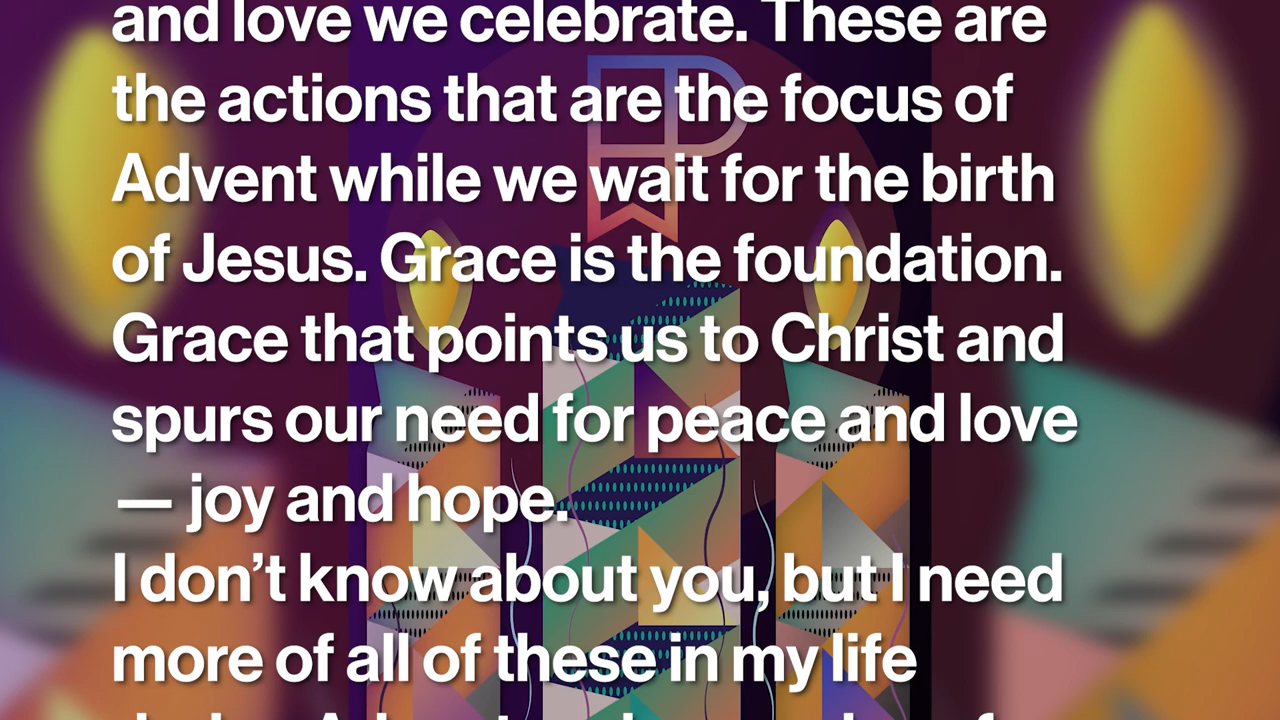 and love we celebrate. These are
the actions that are the focus of
Advent while we wait for the birth
of Jesus. Grace is the foundation.
Grace that points us to Christ and
spurs our need for peace and love
— joy and hope.
I don’t know about you, but I need
more of all of these in my life